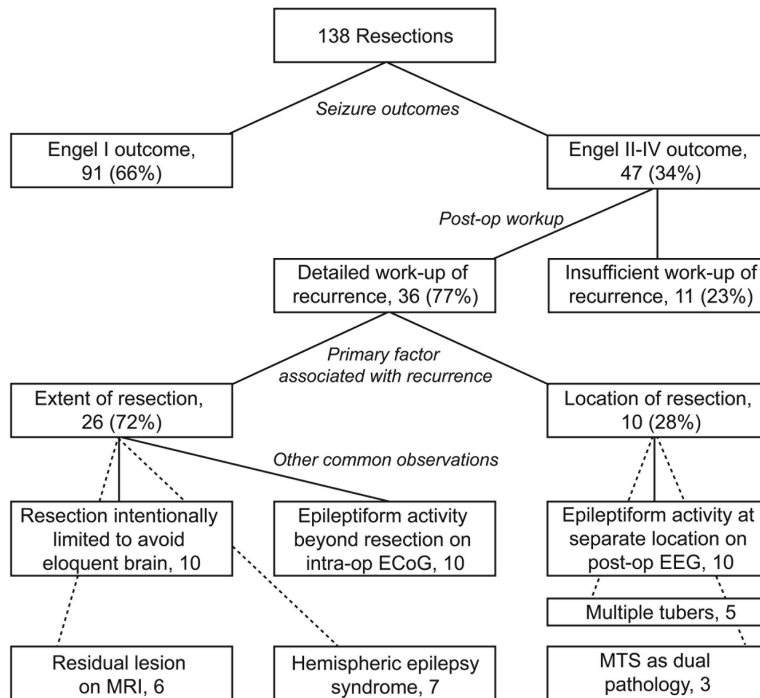 138 Resections
Seizure outcomes
Engel I outcome,
91 (66%)
Engel II-IV outcome,
47 (34%)
Post-op workup
Detailed work-up of
recurrence, 36 (77%)
Insufficient work-up of
recurrence, 11 (23%)
Primary factor
associated with recurrence
Extent of resection,
26 (72%)
Location of resection,
10 (28%)
Other common observations
Resection intentionally
limited to avoid
eloquent brain, 10
Epileptiform activity
beyond resection on
intra-op ECoG, 10
Epileptiform activity at
separate location on
post-op EEG, 10
Multiple tubers, 5
Residual lesion
on MRI, 6
Hemispheric epilepsy
syndrome, 7
MTS as dual
pathology, 3